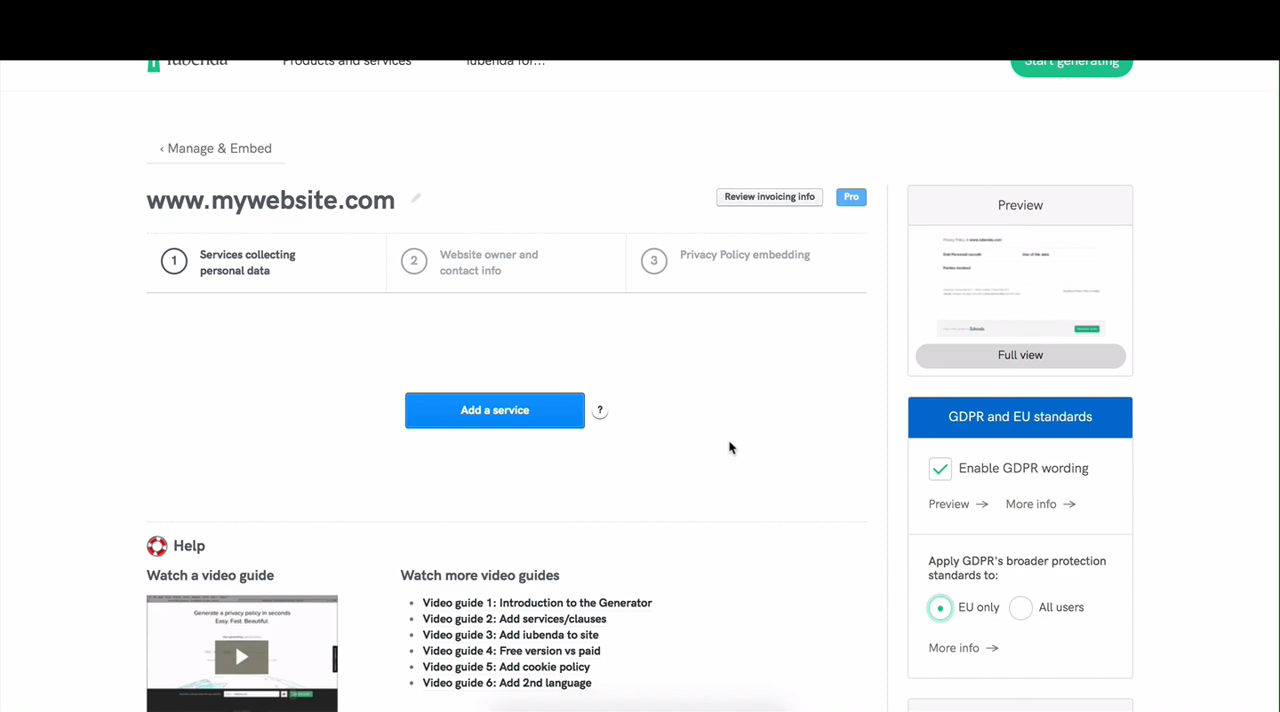 iubenda
Products and services
iubenda for...
Start generating
‹ Manage & Embed
www.mywebsite.com
Review invoicing info
Pro
1
Services collecting
personal data
2
Website owner and
contact info
3
Privacy Policy embedding
Add a service
?
Help
Watch a video guide
Generate a privacy policy in seconds
Easy. Fast. Beautiful.
Watch more video guides
• Video guide 1: Introduction to the Generator
• Video guide 2: Add services/clauses
• Video guide 3: Add iubenda to site
• Video guide 4: Free version vs paid
• Video guide 5: Add cookie policy
• Video guide 6: Add 2nd language
Preview
Full view
GDPR and EU standards
Enable GDPR wording
Preview →
More info →
Apply GDPR's broader protection
standards to:
EU only
All users
More info →